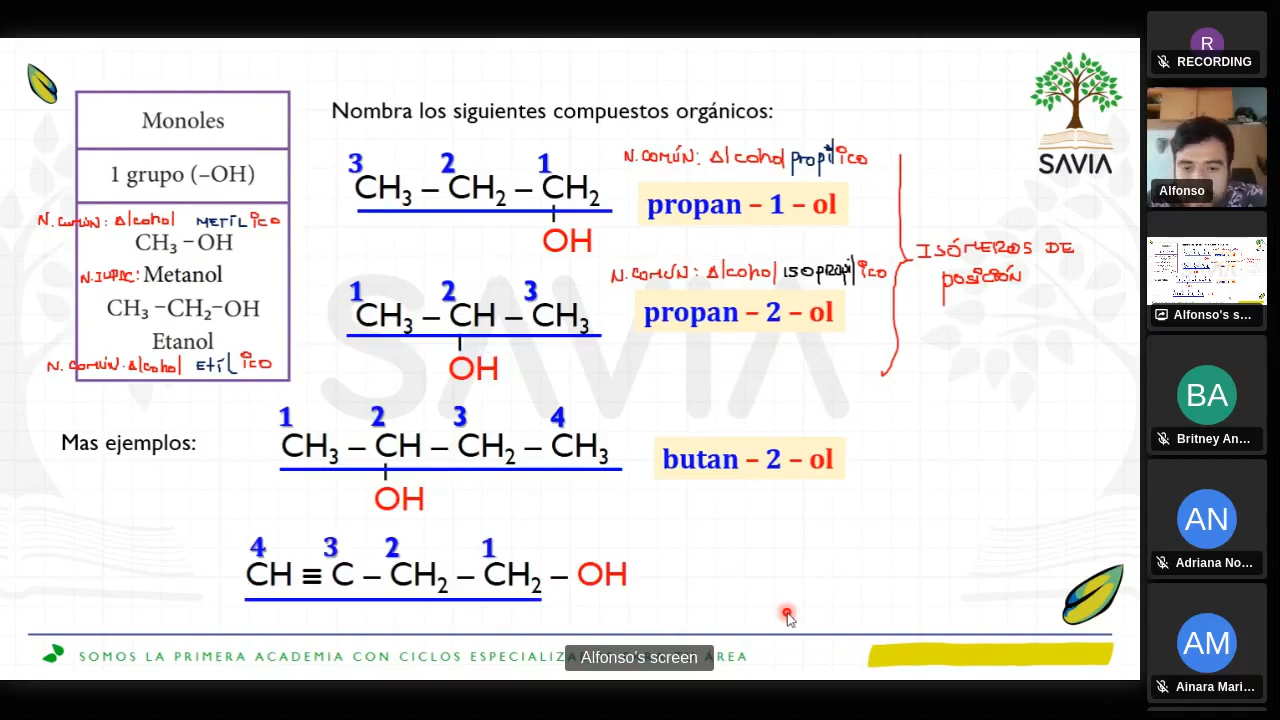 Monoles
1 grupo (–OH)
N. COMÚN: Alcohol METÍLICO
CH₃ – OH
N. IUPAC: Metanol
CH₃ – CH₂ – OH
Etanol
N. COMÚN: Alcohol ETÍLICO
Nombra los siguientes compuestos orgánicos:
3 2 1
CH₃ – CH₂ – CH₂
OH
N. COMÚN: Alcohol propílico
propan – 1 – ol
1 2 3
CH₃ – CH – CH₃
OH
N. COMÚN: Alcohol ISOpropílico
propan – 2 – ol
ISÓMEROS DE
POSICIÓN
Mas ejemplos:
1 2 3 4
CH₃ – CH – CH₂ – CH₃
OH
butan – 2 – ol
4 3 2 1
CH ≡ C – CH₂ – CH₂ – OH
SAVIA
SAVIA
SOMOS LA PRIMERA ACADEMIA CON CICLOS ESPECIALIZA ÁREA
Alfonso's screen
R
RECORDING
Alfonso
Alfonso's s...
BA
Britney An...
AN
Adriana No...
AM
Ainara Mari...